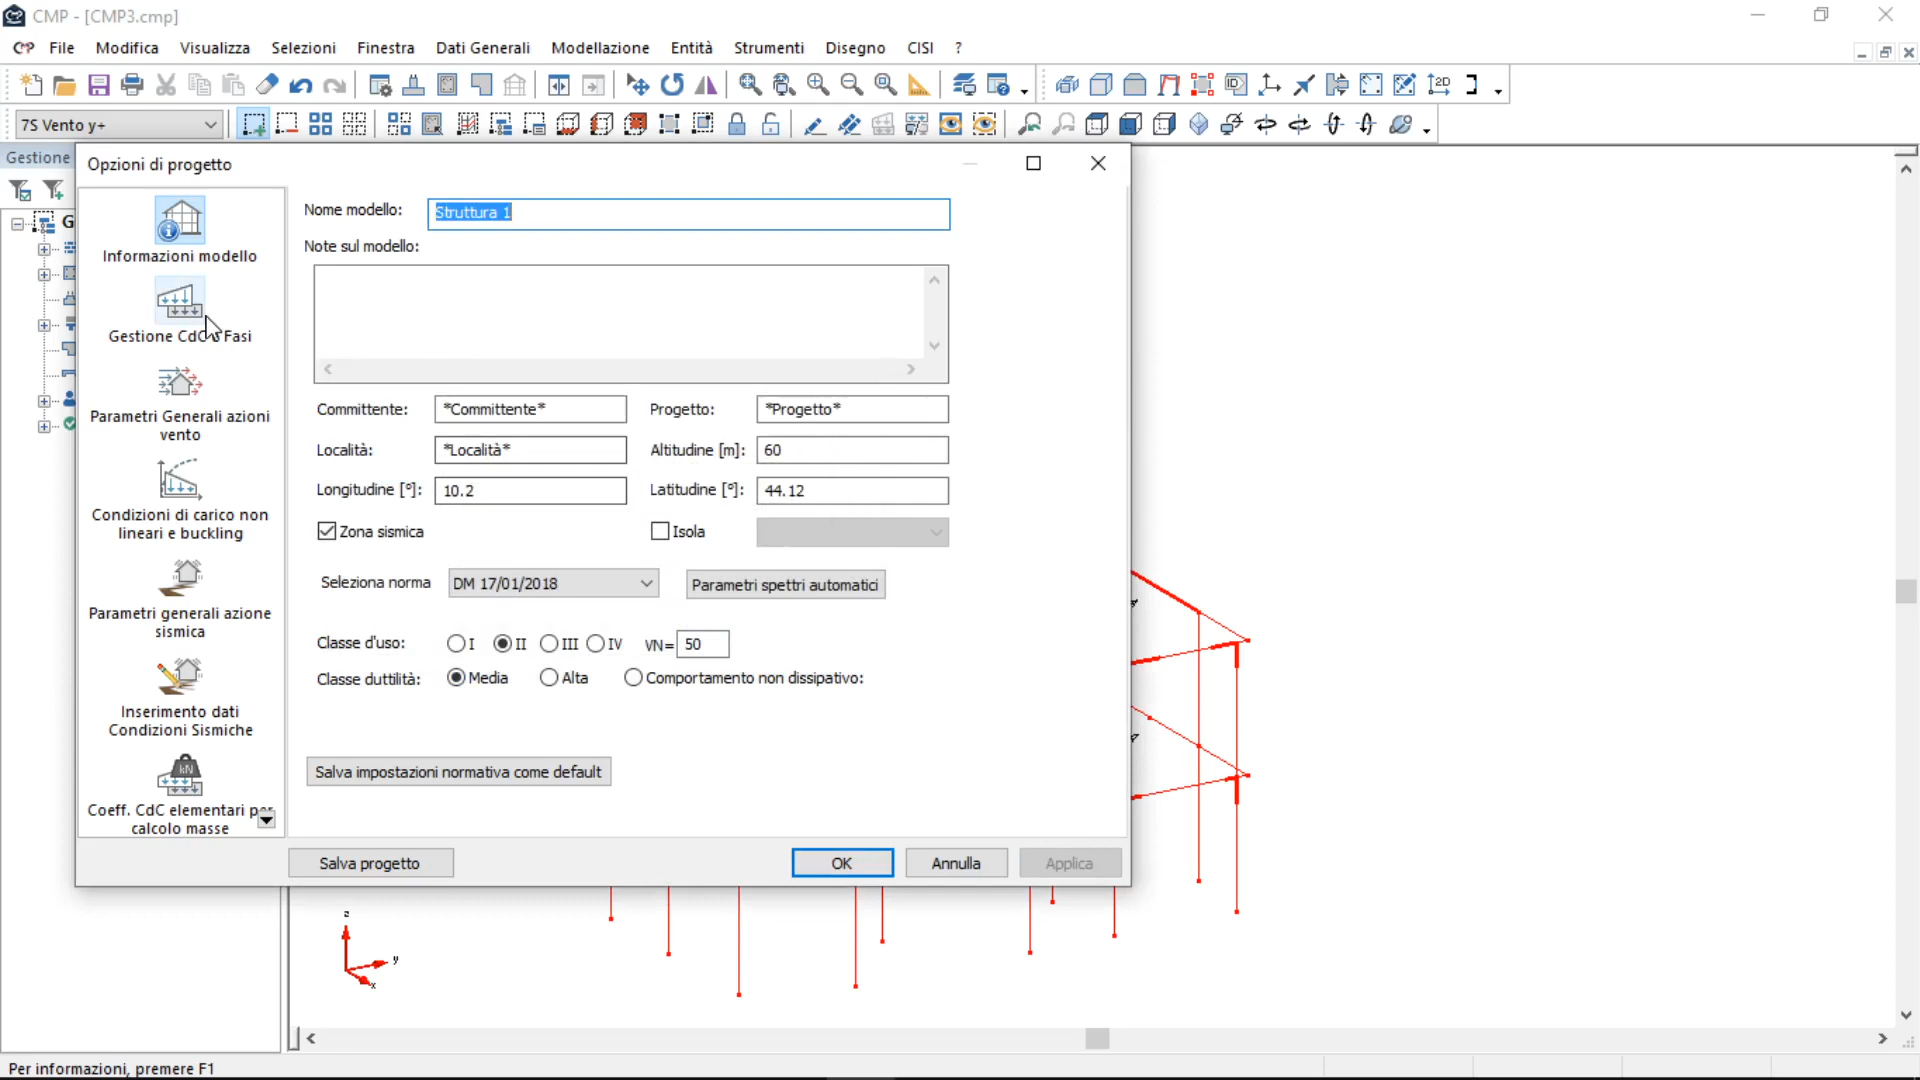 CMP - [CMP3.cmp]
File Modifica Visualizza Selezioni Finestra Dati Generali Modellazione Entità Strumenti Disegno CISI ?
7S Vento y+
Gestione
Opzioni di progetto
G
Informazioni modello
Gestione CdC Fasi
Parametri Generali azioni
vento
Condizioni di carico non
lineari e buckling
Parametri generali azione
sismica
Inserimento dati
Condizioni Sismiche
Coeff. CdC elementari per
calcolo masse
Nome modello: Struttura 1
Note sul modello:
Committente: *Committente* Progetto: *Progetto*
Località: *Località* Altitudine [m]: 60
Longitudine [°]: 10.2 Latitudine [°]: 44.12
Zona sismica Isola
Seleziona norma DM 17/01/2018 Parametri spettri automatici
Classe d'uso: I II III IV VN= 50
Classe duttilità: Media Alta Comportamento non dissipativo:
Salva impostazioni normativa come default
Salva progetto OK Annulla Applica
z
y
x
Per informazioni, premere F1